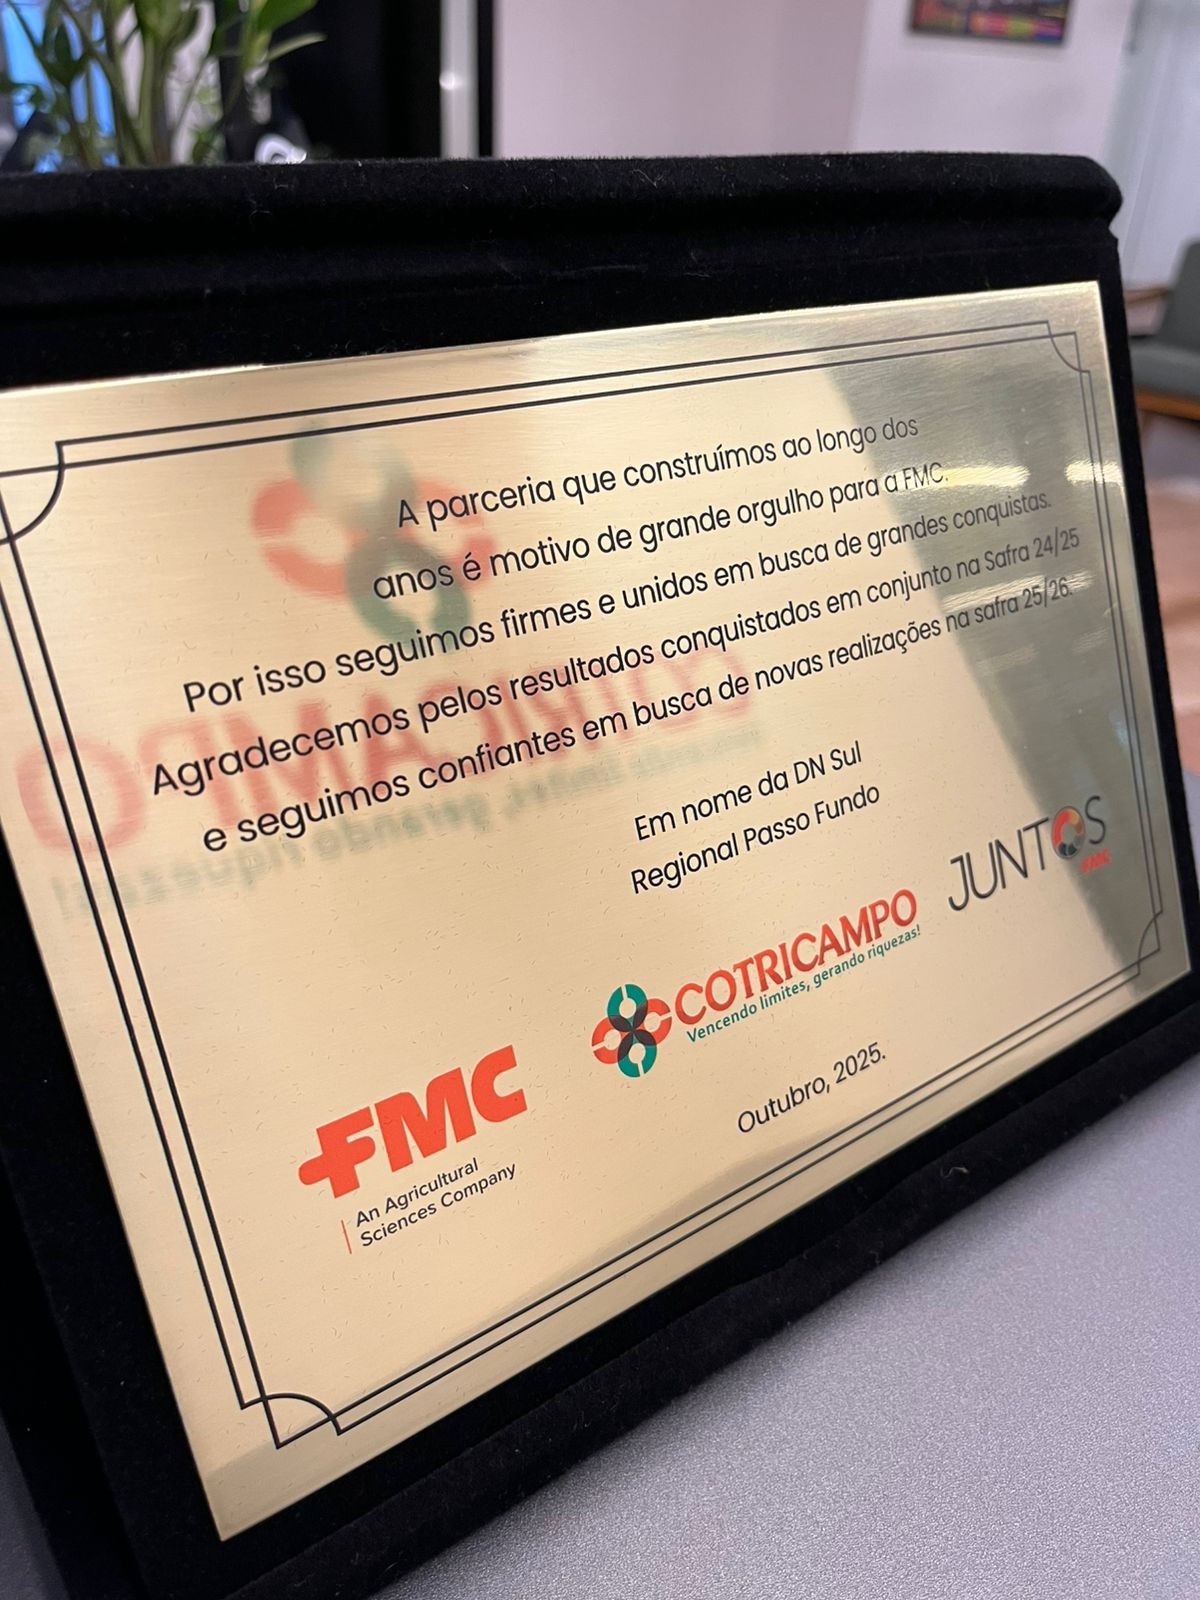 A parceria que construímos ao longo dos
anos é motivo de grande orgulho para a FMC.
Por isso seguimos firmes e unidos em busca de grandes conquistas.
Agradecemos pelos resultados conquistados em conjunto na Safra 24/25
e seguimos confiantes em busca de novas realizações na safra 25/26.
Em nome da DN Sul
Regional Passo Fundo
JUNTOS
FMC
COTRICAMPO
Vencendo limites, gerando riquezas!
FMC
An Agricultural
Sciences Company
Outubro, 2025.